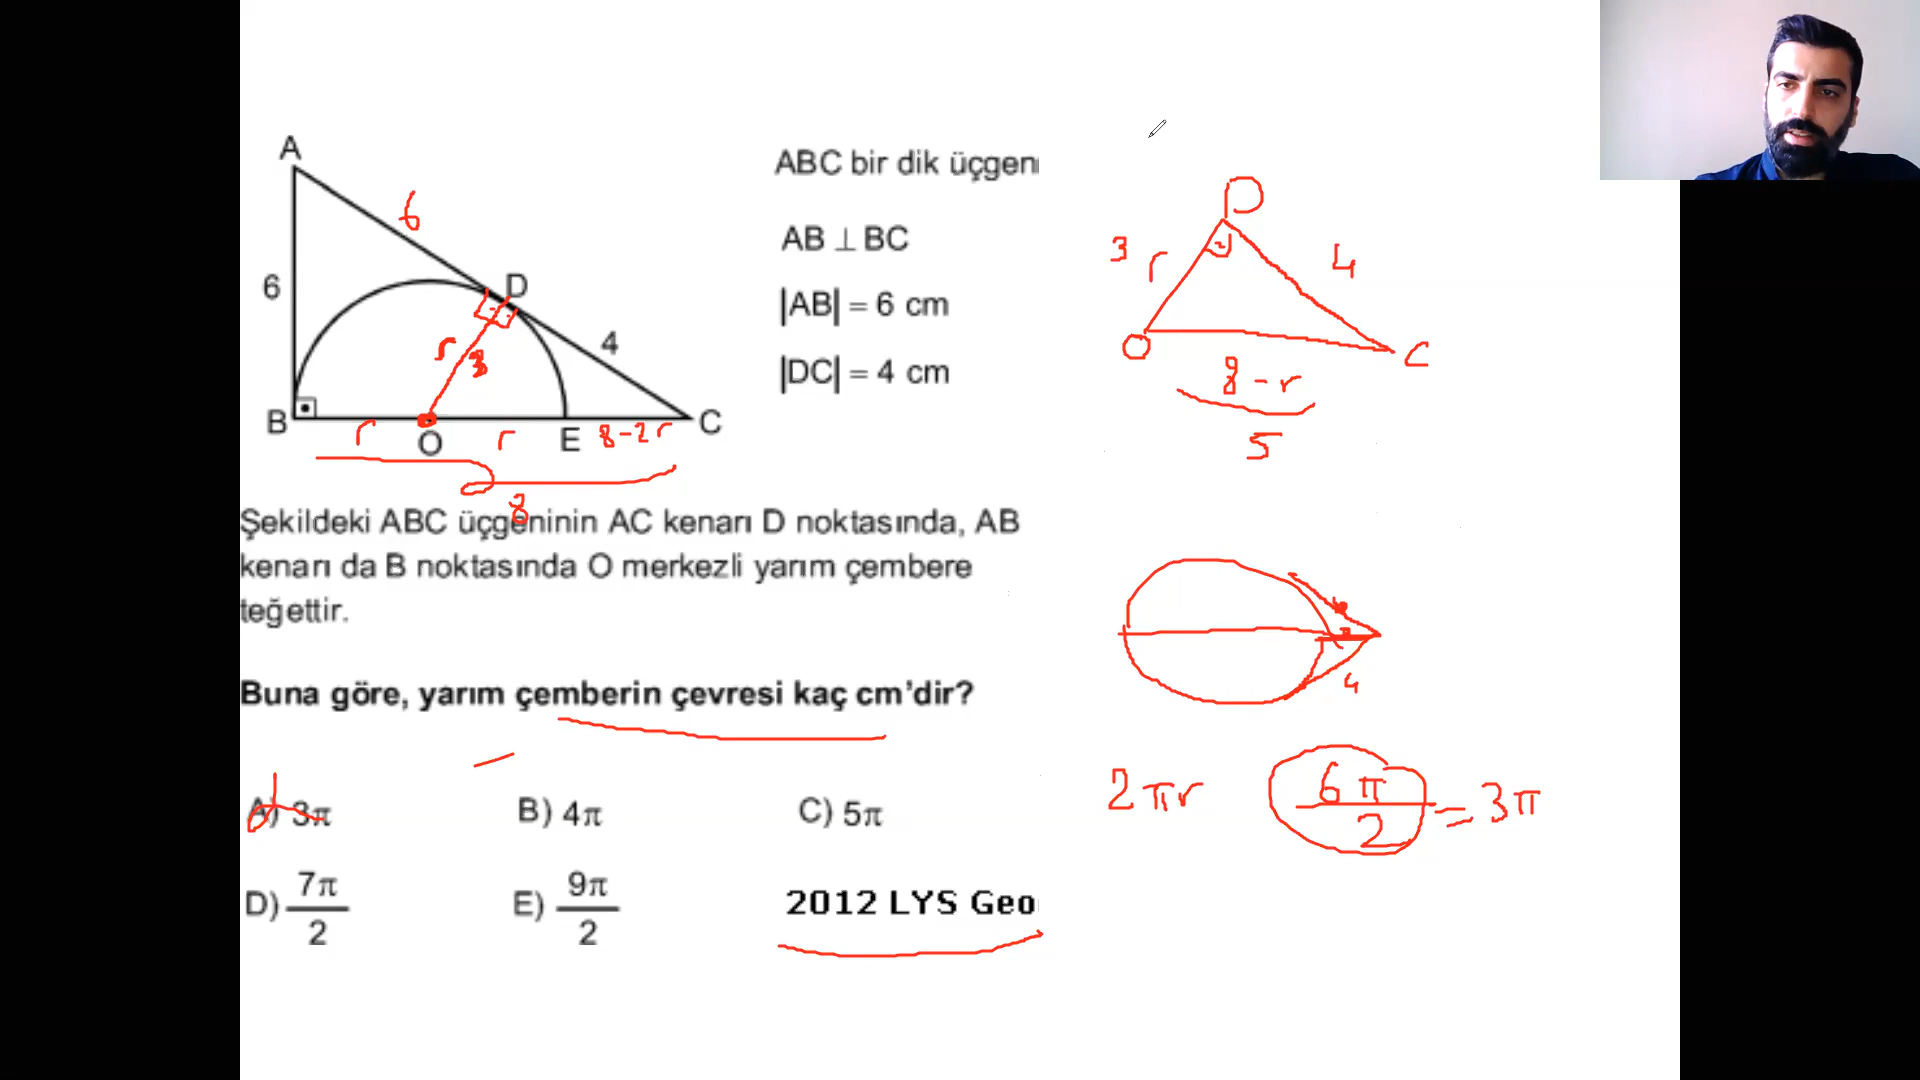 A
6
6
D
r
3
4
B
r
O
r
E
8-2r
C
8
ABC bir dik üçgen
AB ⊥ BC
|AB| = 6 cm
|DC| = 4 cm
Şekildeki ABC üçgeninin AC kenarı D noktasında, AB
kenarı da B noktasında O merkezli yarım çembere
teğettir.
Buna göre, yarım çemberin çevresi kaç cm'dir?
A) 3π
B) 4π
C) 5π
D) 7π/2
E) 9π/2
2012 LYS Geo
D
3 r
4
O
C
8-r
5
4
2πr
6π/2 = 3π